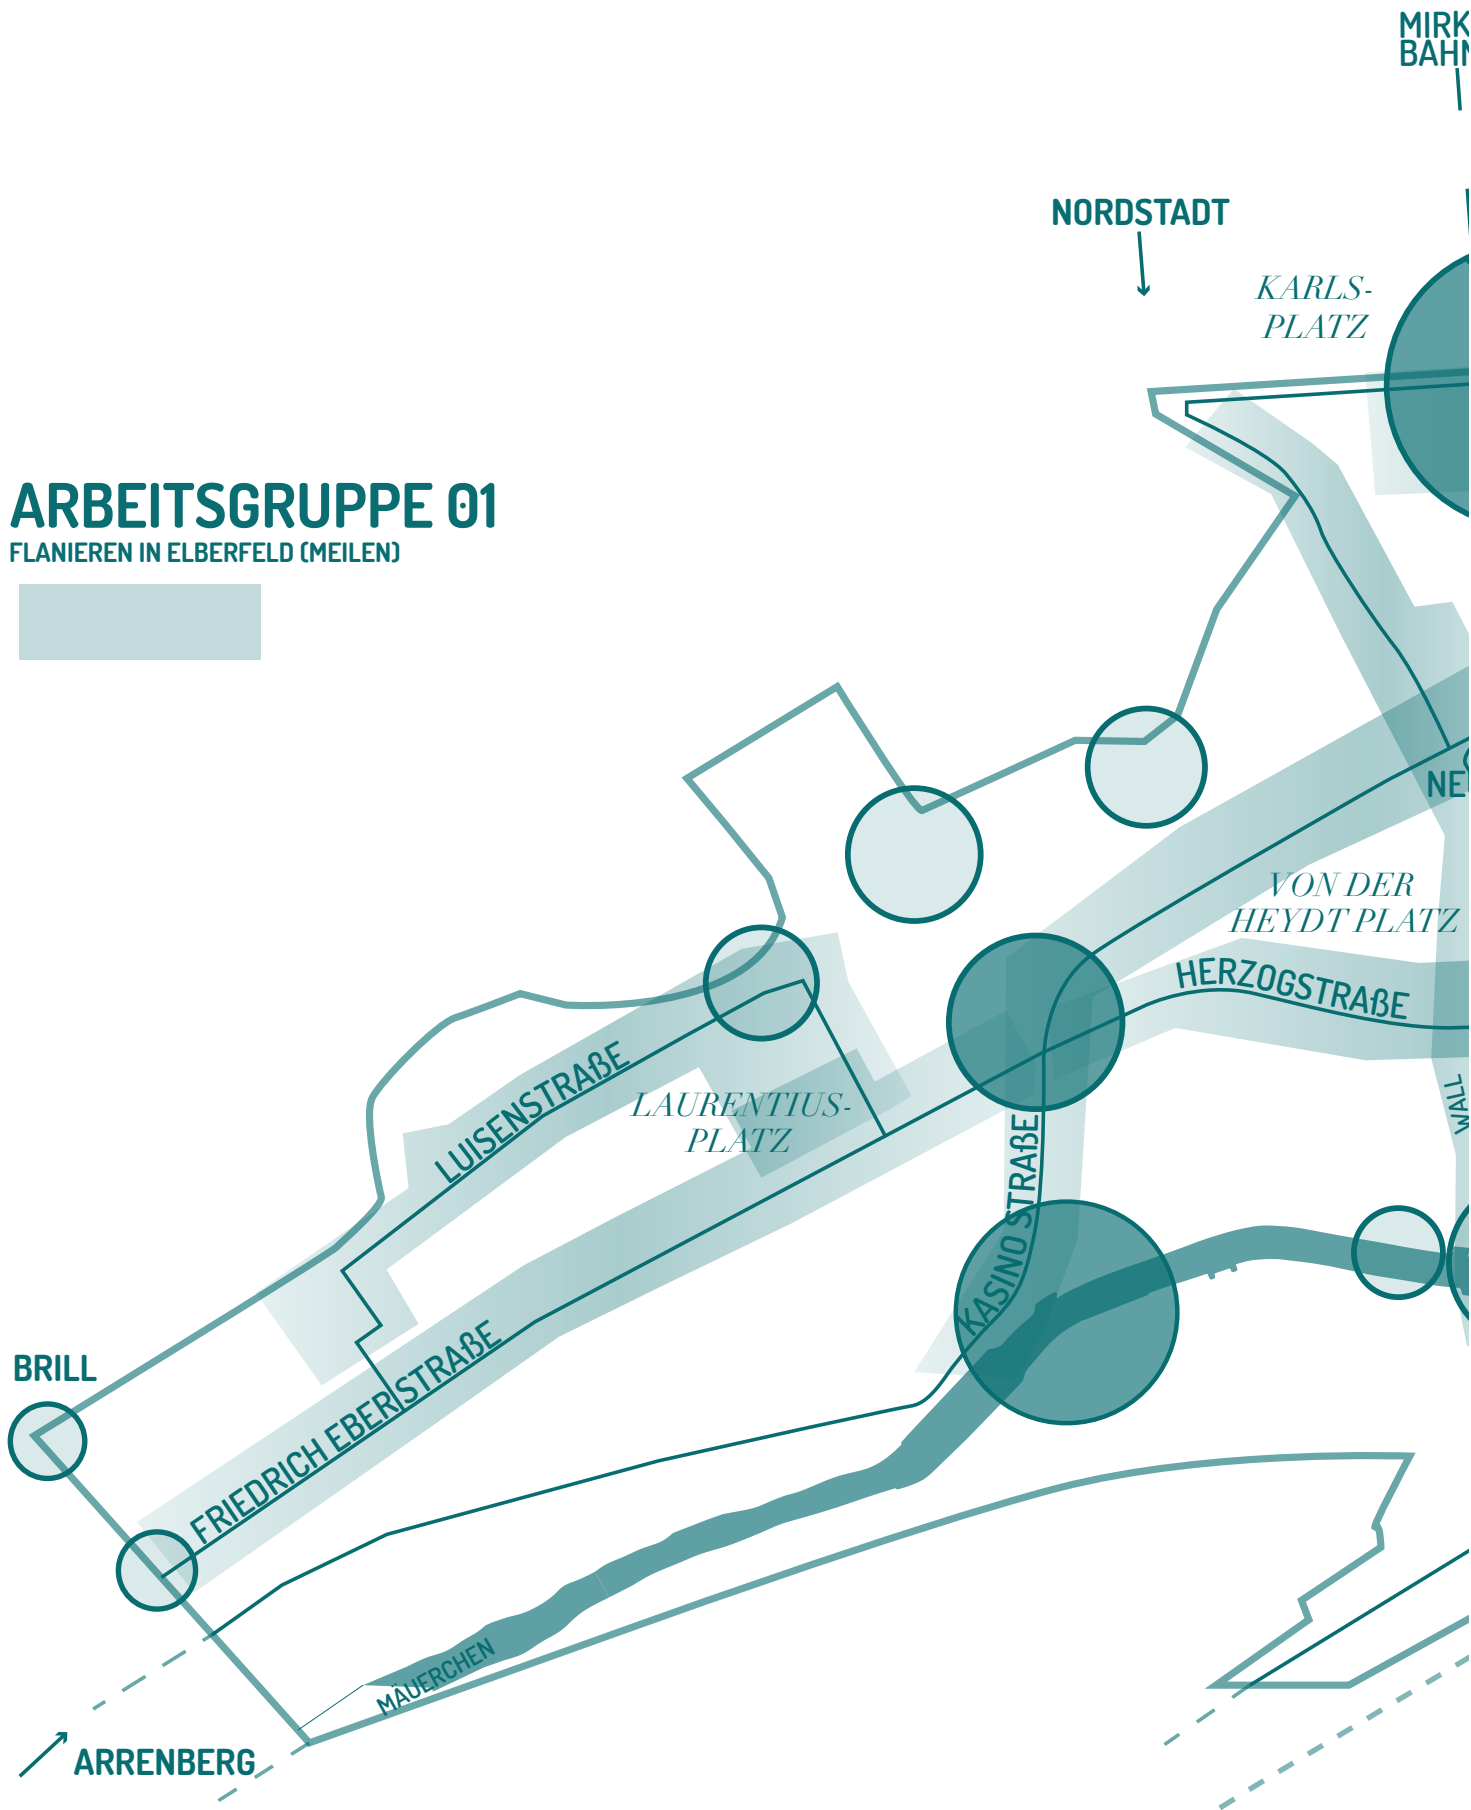 MIRK
BAHN
NORDSTADT
KARLS-
PLATZ
ARBEITSGRUPPE 01
FLANIEREN IN ELBERFELD (MEILEN)
NE
VON DER
HEYDT PLATZ
HERZOGSTRAßE
LUISENSTRAßE
LAURENTIUS-
PLATZ
WALL
KASINO STRAßE
BRILL
FRIEDRICH EBERTSTRAßE
MÄUERCHEN
ARRENBERG